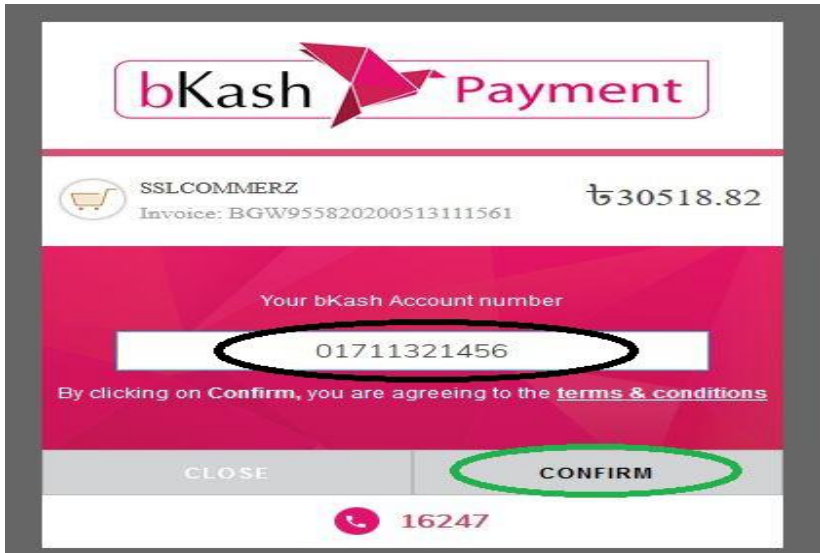 bKash Payment
SSLCOMMERZ
৳30518.82
Invoice: BGW955820200513111561
Your bKash Account number
01711321456
By clicking on Confirm, you are agreeing to the terms & conditions
CLOSE
CONFIRM
16247